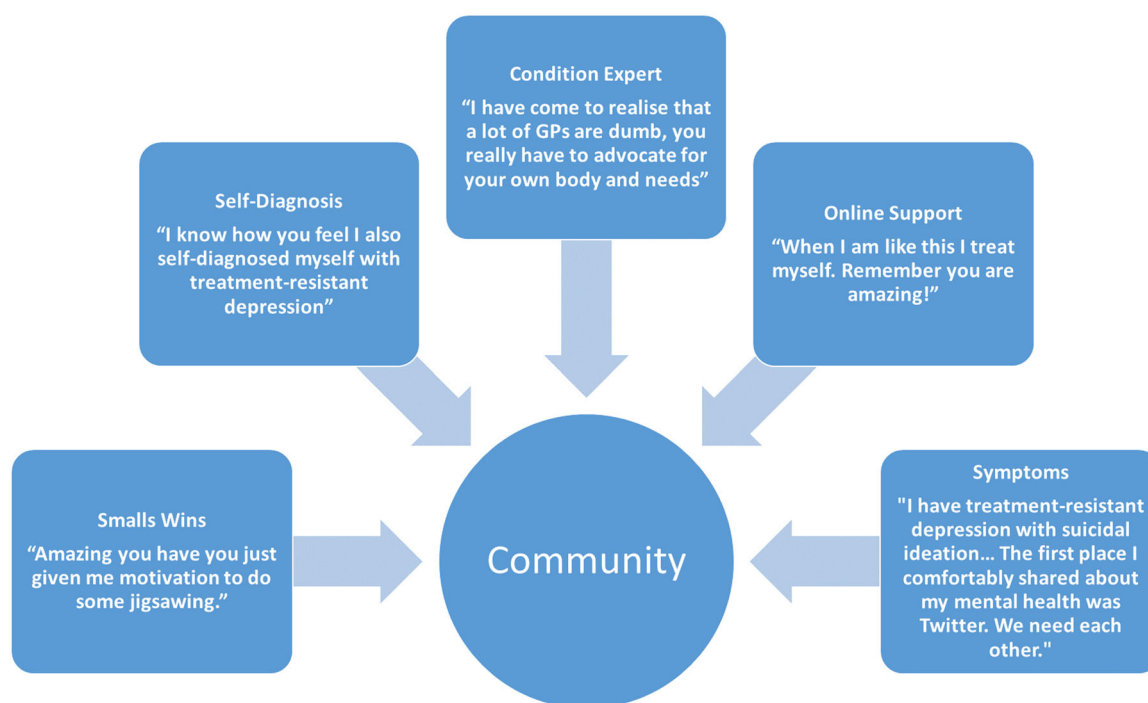 Condition Expert
“I have come to realise that
a lot of GPs are dumb, you
really have to advocate for
your own body and needs”
Self-Diagnosis
“I know how you feel I also
self-diagnosed myself with
treatment-resistant
depression”
Online Support
“When I am like this I treat
myself. Remember you are
amazing!”
Smalls Wins
“Amazing you have you just
given me motivation to do
some jigsawing.”
Community
Symptoms
"I have treatment-resistant
depression with suicidal
ideation... The first place I
comfortably shared about
my mental health was
Twitter. We need each
other."